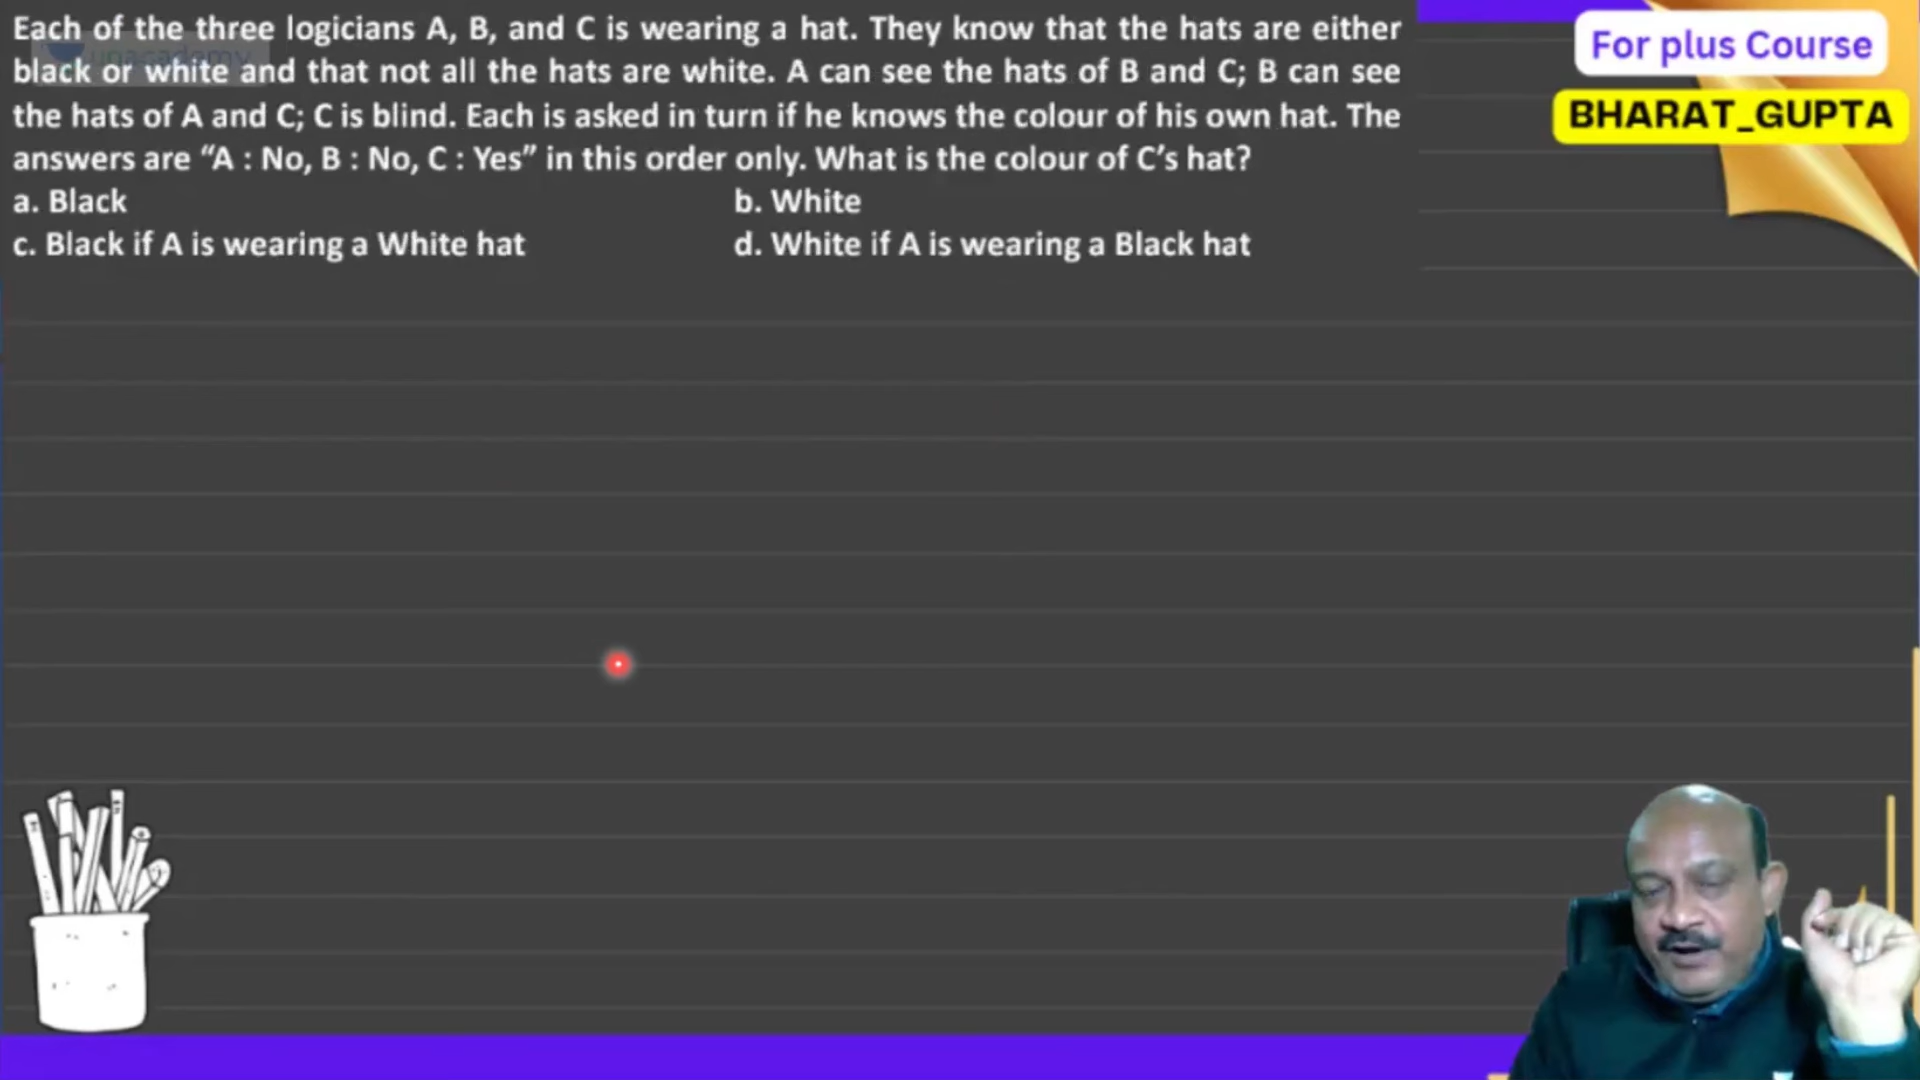 Each of the three logicians A, B, and C is wearing a hat. They know that the hats are either
black or white and that not all the hats are white. A can see the hats of B and C; B can see
the hats of A and C; C is blind. Each is asked in turn if he knows the colour of his own hat. The
answers are “A : No, B : No, C : Yes” in this order only. What is the colour of C’s hat?
a. Black
b. White
c. Black if A is wearing a White hat
d. White if A is wearing a Black hat
unacademy
For plus Course
BHARAT_GUPTA